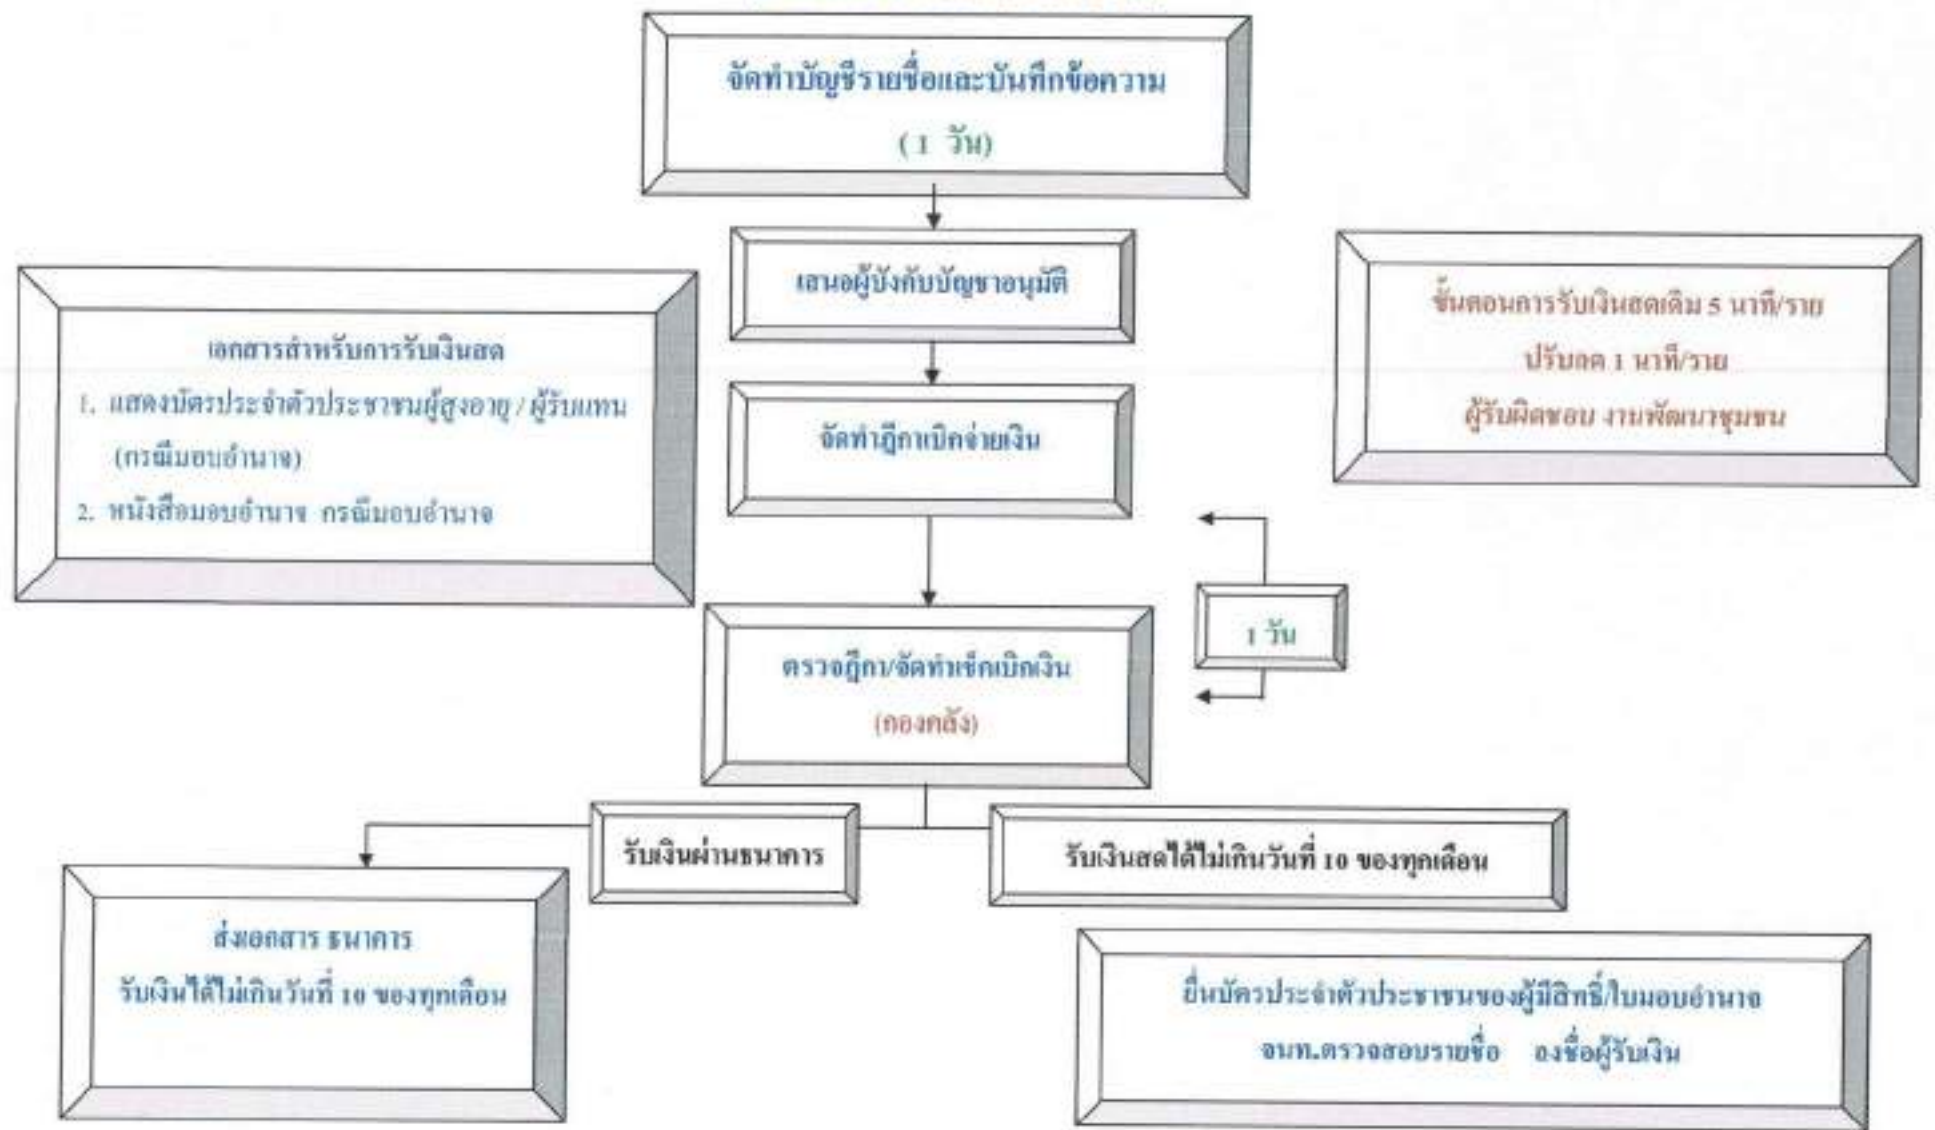 จัดทำบัญชีรายชื่อและบันทึกข้อความ
(1 วัน)
เสนอผู้บังคับบัญชาอนุมัติ
เอกสารสำหรับการรับเงินสด
1. แสดงบัตรประจำตัวประชาชนผู้สูงอายุ / ผู้รับแทน
(กรณีมอบอำนาจ)
2. หนังสือมอบอำนาจ กรณีมอบอำนาจ
ขั้นตอนการรับเงินสดเดิม 5 นาที/ราย
ปรับลด 1 นาที/ราย
ผู้รับผิดชอบ งานพัฒนาชุมชน
จัดทำฎีกาเบิกจ่ายเงิน
1 วัน
ตรวจฎีกา/จัดทำเช็คเบิกเงิน
(กองคลัง)
รับเงินผ่านธนาคาร
รับเงินสดได้ไม่เกินวันที่ 10 ของทุกเดือน
ส่งเอกสาร ธนาคาร
รับเงินได้ไม่เกินวันที่ 10 ของทุกเดือน
ยื่นบัตรประจำตัวประชาชนของผู้มีสิทธิ์/ใบมอบอำนาจ
จนท.ตรวจสอบรายชื่อ ลงชื่อผู้รับเงิน